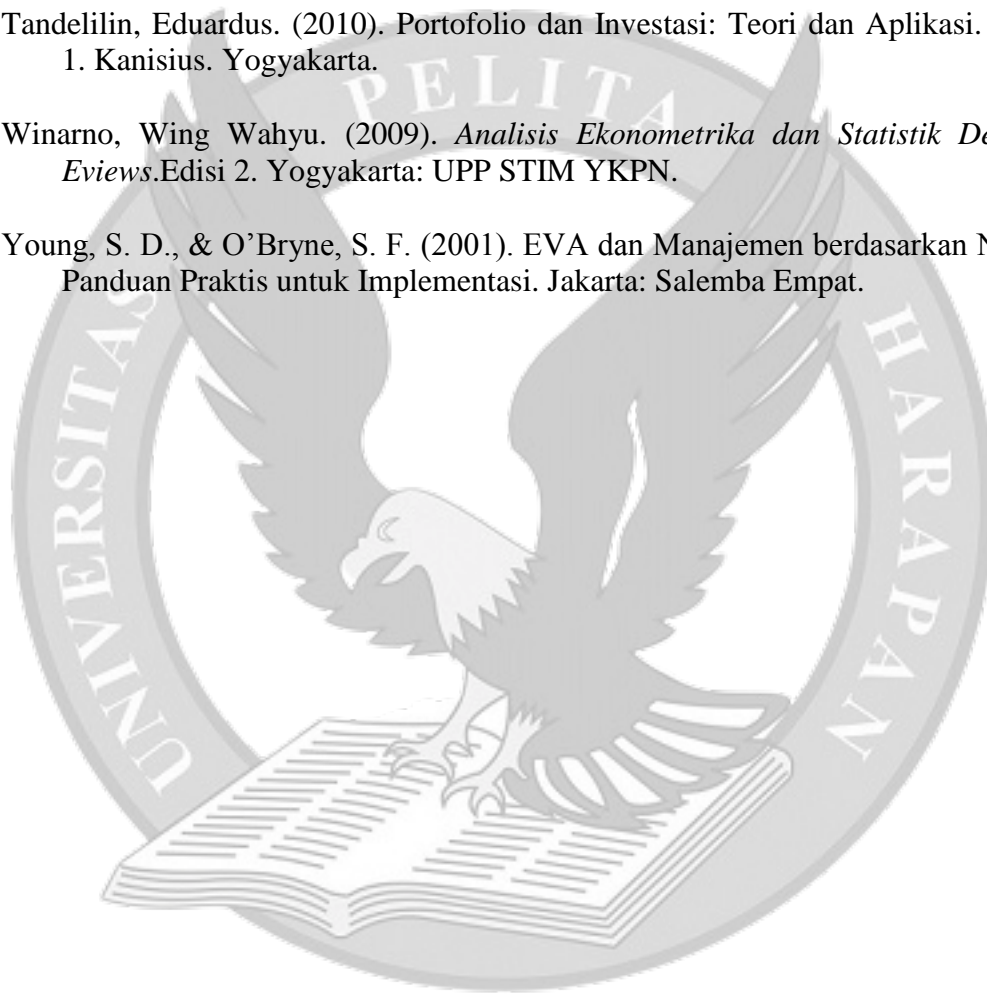 Tandelilin, Eduardus. (2010). Portofolio dan Investasi: Teori dan Aplikasi.
1. Kanisius. Yogyakarta.
Winarno, Wing Wahyu. (2009). Analisis Ekonometrika dan Statistik De
Eviews.Edisi 2. Yogyakarta: UPP STIM YKPN.
Young, S. D., & O’Bryne, S. F. (2001). EVA dan Manajemen berdasarkan N
Panduan Praktis untuk Implementasi. Jakarta: Salemba Empat.
UNIVERSITAS PELITA HARAPAN